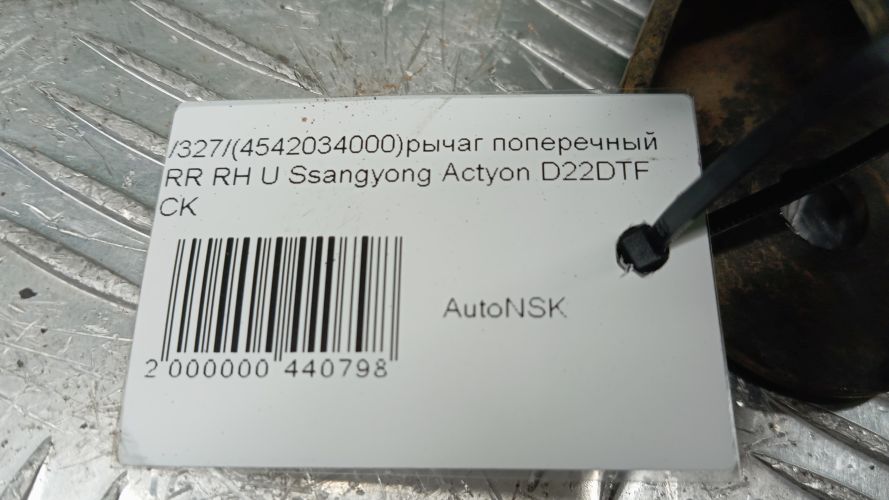 /327/(4542034000)рычаг поперечный
RR RH U Ssangyong Actyon D22DTF
CK
AutoNSK
2 000000 440798